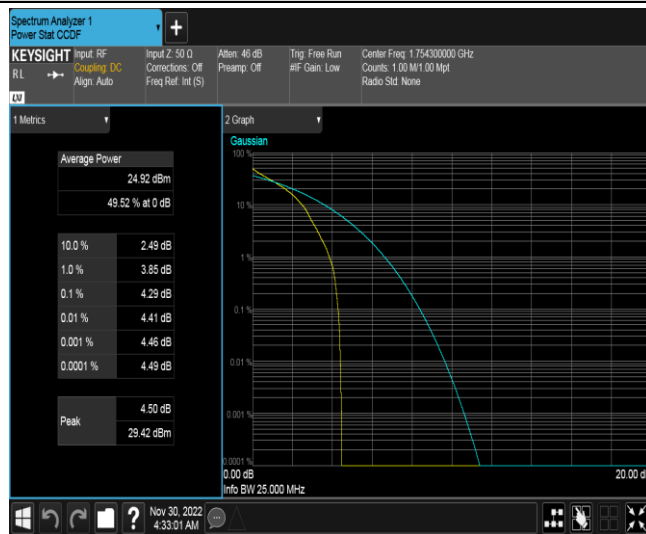 Spectrum Analyzer 1
Power Stat CCDF
+
KEYSIGHT
RL
Input: RF
Coupling: DC
Align: Auto
Input Z: 50 Ω
Corrections: Off
Freq Ref: Int (S)
Atten: 46 dB
Preamp: Off
Trig: Free Run
#IF Gain: Low
Center Freq: 1.754300000 GHz
Counts: 1.00 M/1.00 Mpt
Radio Std: None
1 Metrics
Average Power
24.92 dBm
49.52 % at 0 dB
10.0 % 2.49 dB
1.0 % 3.85 dB
0.1 % 4.29 dB
0.01 % 4.41 dB
0.001 % 4.46 dB
0.0001 % 4.49 dB
Peak
4.50 dB
29.42 dBm
2 Graph
Gaussian
100 %
10 %
1 %
0.1 %
0.01 %
0.001 %
0.0001 %
0.00 dB
20.00 d
Info BW 25.000 MHz
?
Nov 30, 2022
4:33:01 AM